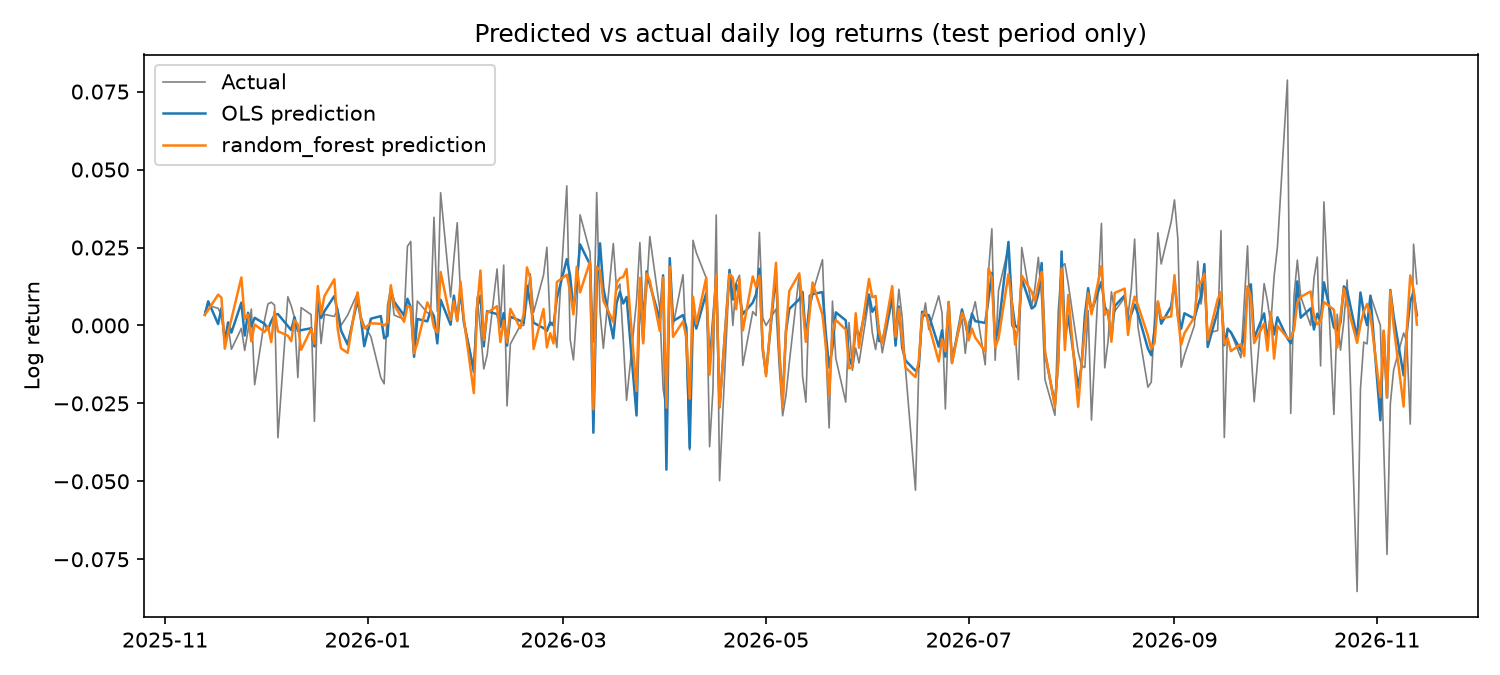 Predicted vs actual daily log returns (test period only)
Actual
OLS prediction
random_forest prediction
Log return
0.075
0.050
0.025
0.000
−0.025
−0.050
−0.075
2025-11
2026-01
2026-03
2026-05
2026-07
2026-09
2026-11